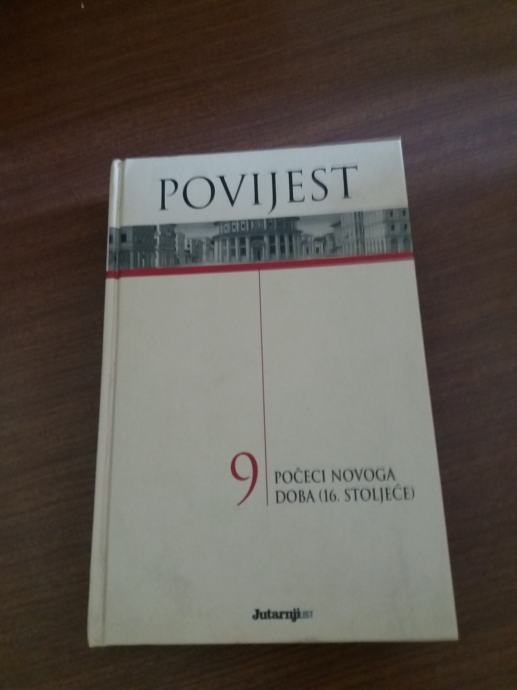 POVIJEST
9
POČECI NOVOGA
DOBA (16. STOLJEĆE)
Jutarnji LIST